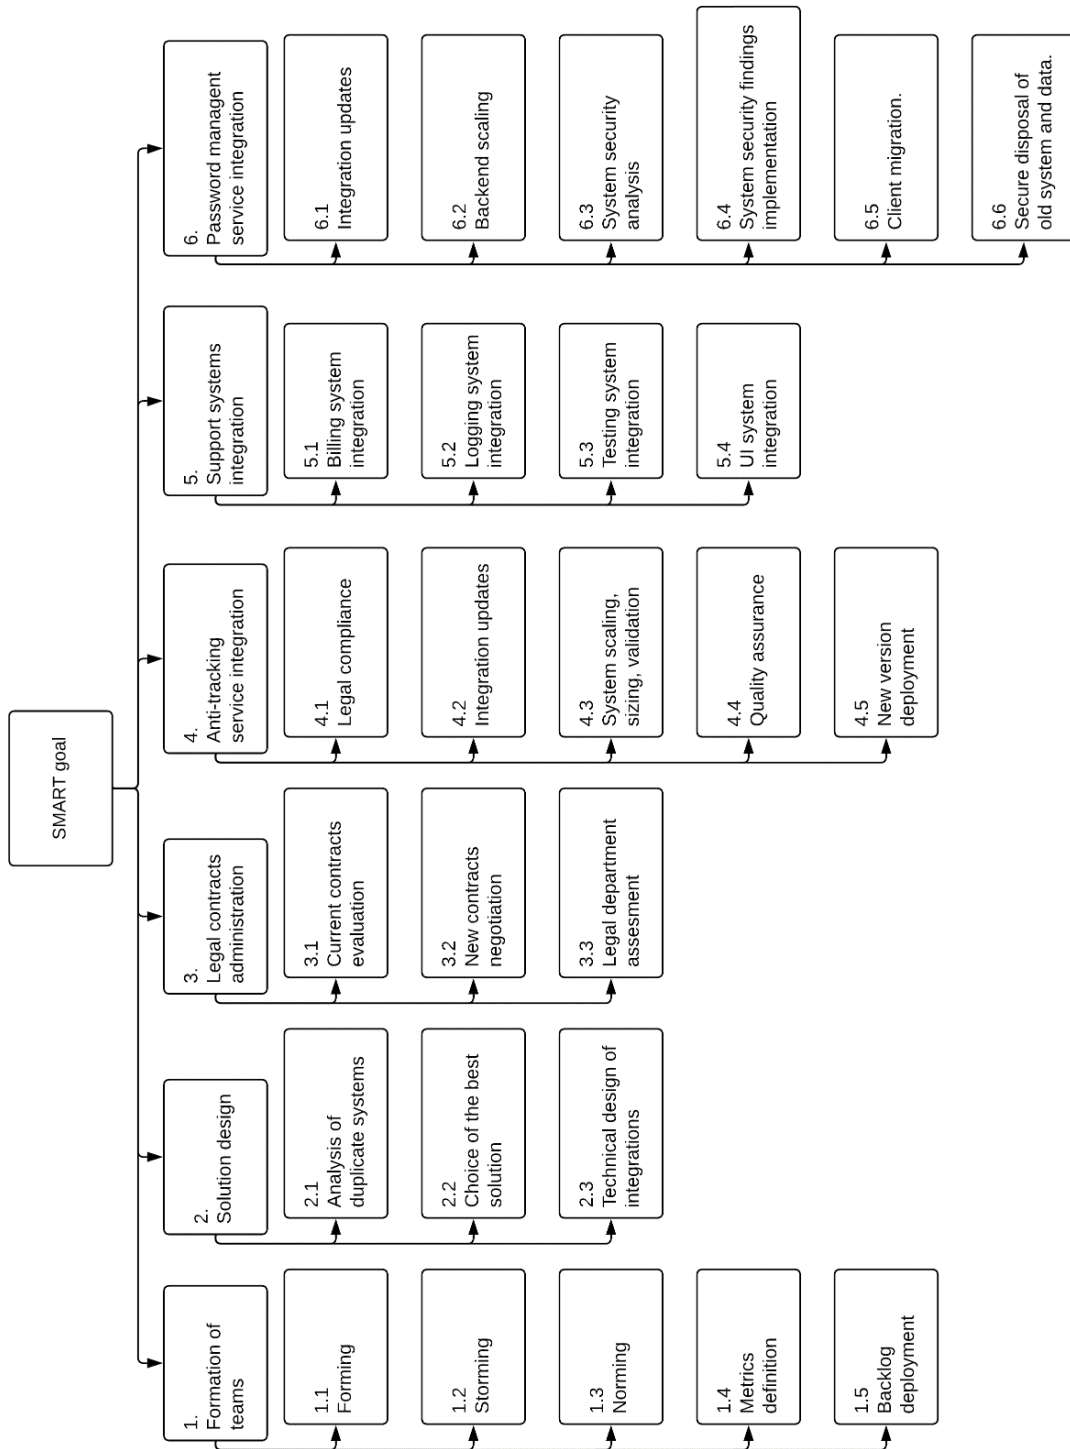 SMART goal
1.
Formation of
teams
1.1
Forming
1.2
Storming
1.3
Norming
1.4
Metrics
definition
1.5
Backlog
deployment
2.
Solution design
2.1
Analysis of
duplicate systems
2.2
Choice of the best
solution
2.3
Technical design of
integrations
3.
Legal contracts
administration
3.1
Current contracts
evaluation
3.2
New contracts
negotiation
3.3
Legal department
assesment
4.
Anti-tracking
service integration
4.1
Legal compliance
4.2
Integration updates
4.3
System scaling,
sizing, validation
4.4
Quality assurance
4.5
New version
deployment
5.
Support systems
integration
5.1
Billing system
integration
5.2
Logging system
integration
5.3
Testing system
integration
5.4
UI system
integration
6.
Password managent
service integration
6.1
Integration updates
6.2
Backend scaling
6.3
System security
analysis
6.4
System security findings
implementation
6.5
Client migration.
6.6
Secure disposal of
old system and data.